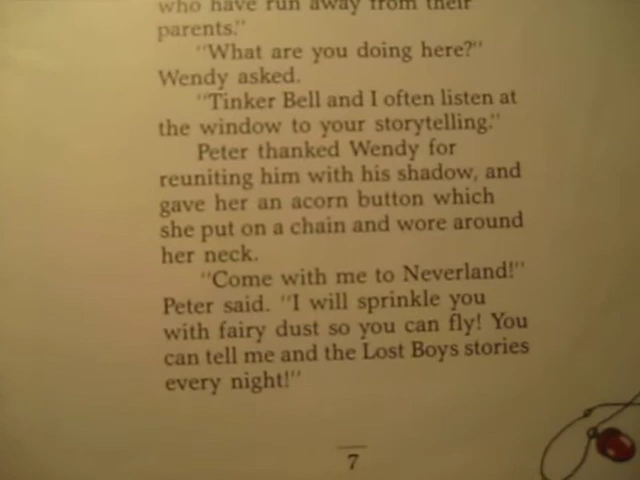 who have run away from their
parents."
"What are you doing here?"
Wendy asked.
"Tinker Bell and I often listen at
the window to your storytelling."
Peter thanked Wendy for
reuniting him with his shadow, and
gave her an acorn button which
she put on a chain and wore around
her neck.
"Come with me to Neverland!"
Peter said. "I will sprinkle you
with fairy dust so you can fly! You
can tell me and the Lost Boys stories
every night!"
7